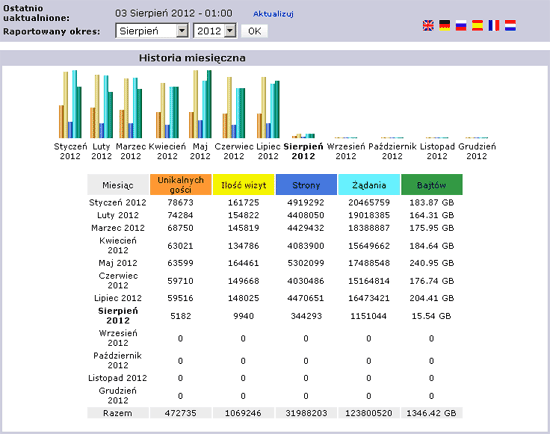 Ostatnio
uaktualnione: 03 Sierpień 2012 - 01:00 Aktualizuj
Raportowany okres: Sierpień 2012 OK
Historia miesięczna
Styczeń Luty Marzec Kwiecień Maj Czerwiec Lipiec Sierpień Wrzesień Październik Listopad Grudzień
2012 2012 2012 2012 2012 2012 2012 2012 2012 2012 2012 2012
Miesiąc Unikalnych gości Ilość wizyt Strony Żądania Bajtów
Styczeń 2012 78673 161725 4919292 20465759 183.87 GB
Luty 2012 74284 154822 4408050 19018385 164.31 GB
Marzec 2012 68750 145819 4429432 18388887 175.95 GB
Kwiecień 2012 63021 134786 4083900 15649662 184.64 GB
Maj 2012 63599 164461 5302099 17488548 240.95 GB
Czerwiec 2012 59710 149668 4030486 15164814 176.74 GB
Lipiec 2012 59516 148025 4470651 16473421 204.41 GB
Sierpień 2012 5182 9940 344293 1151044 15.54 GB
Wrzesień 2012 0 0 0 0 0
Październik 2012 0 0 0 0 0
Listopad 2012 0 0 0 0 0
Grudzień 2012 0 0 0 0 0
Razem 472735 1069246 31988203 123800520 1346.42 GB